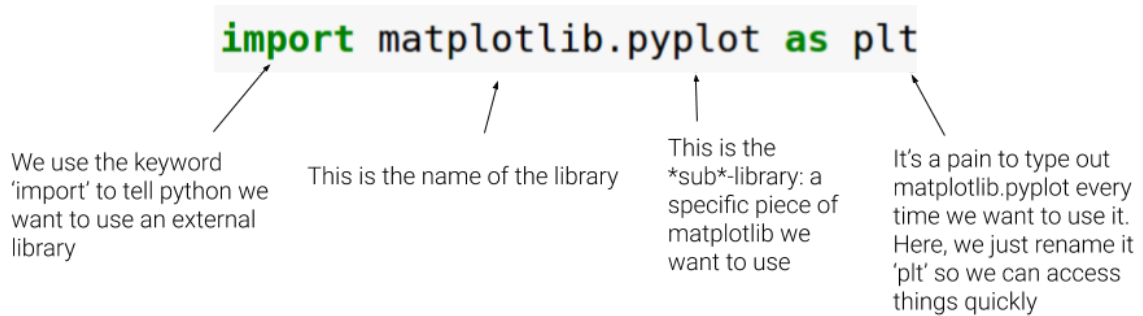 import matplotlib.pyplot as plt
We use the keyword
‘import’ to tell python we
want to use an external
library
This is the name of the library
This is the
*sub*-library: a
specific piece of
matplotlib we
want to use
It’s a pain to type out
matplotlib.pyplot every
time we want to use it.
Here, we just rename it
‘plt’ so we can access
things quickly